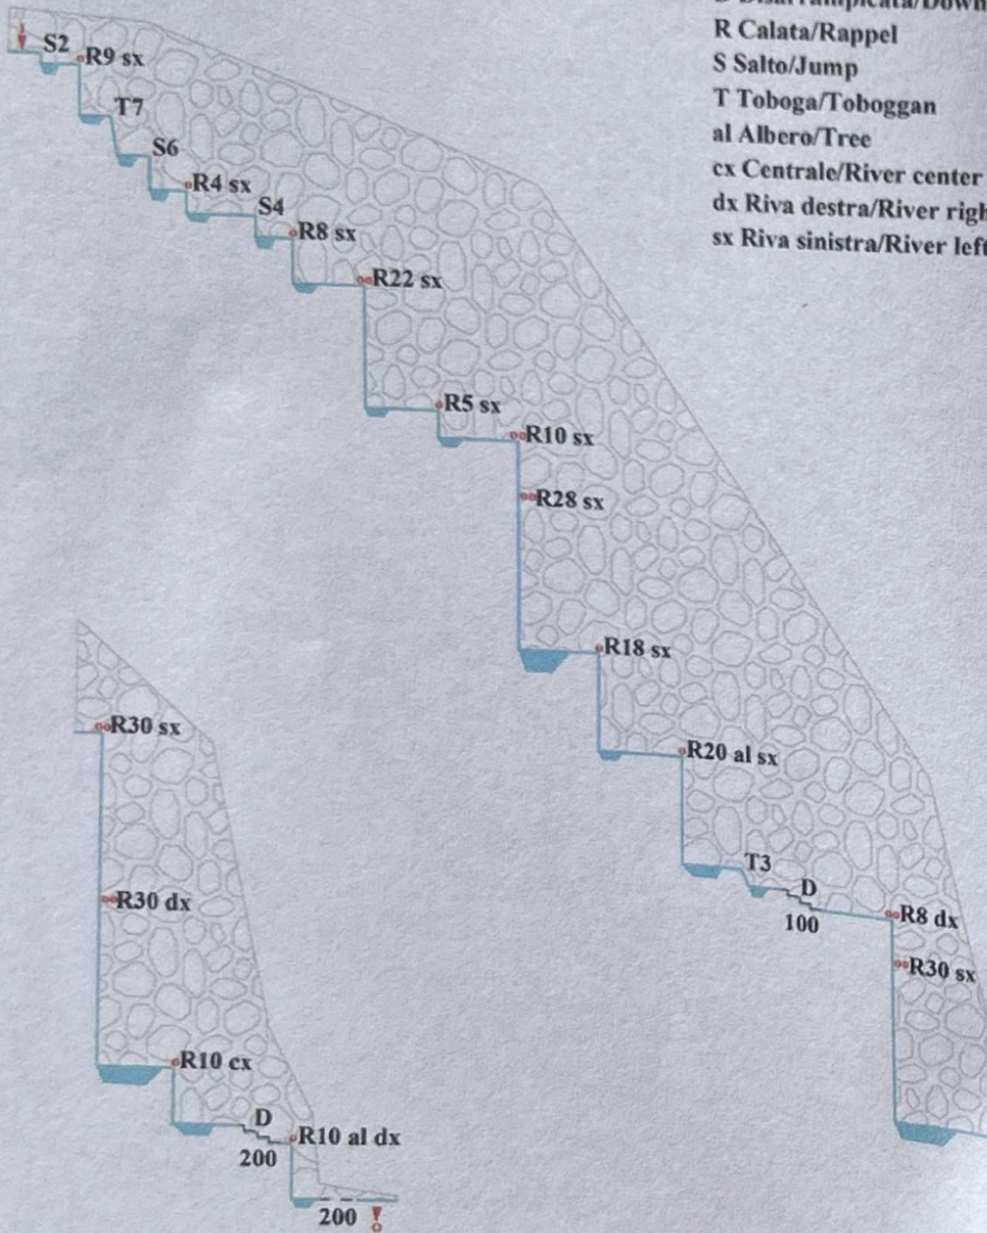 R Calata/Rappel
S Salto/Jump
T Toboga/Toboggan
al Albero/Tree
cx Centrale/River center
dx Riva destra/River righ
sx Riva sinistra/River left
S2
R9 sx
T7
S6
R4 sx
S4
R8 sx
R22 sx
R5 sx
R10 sx
R28 sx
R18 sx
R20 al sx
T3
D
100
R8 dx
R30 sx
R30 sx
R30 dx
R10 cx
D
200
R10 al dx
200